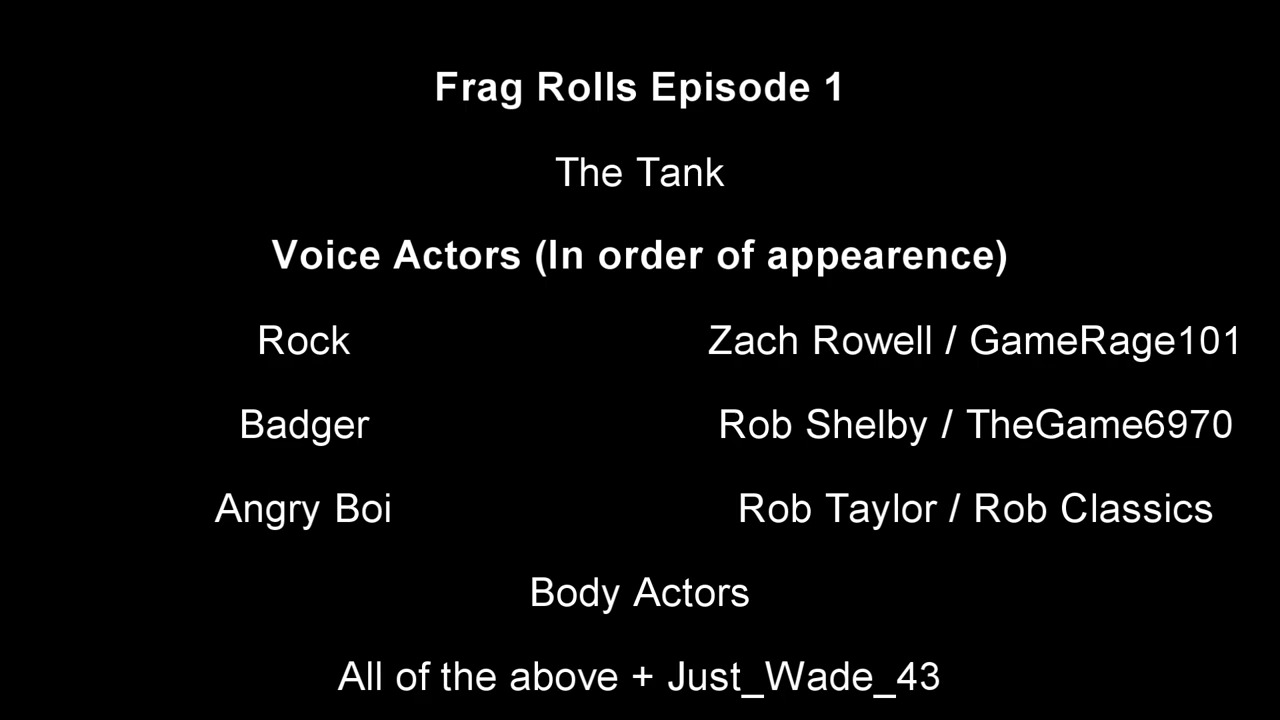 Frag Rolls Episode 1
The Tank
Voice Actors (In order of appearence)
Rock Zach Rowell / GameRage101
Badger Rob Shelby / TheGame6970
Angry Boi Rob Taylor / Rob Classics
Body Actors
All of the above + Just_Wade_43